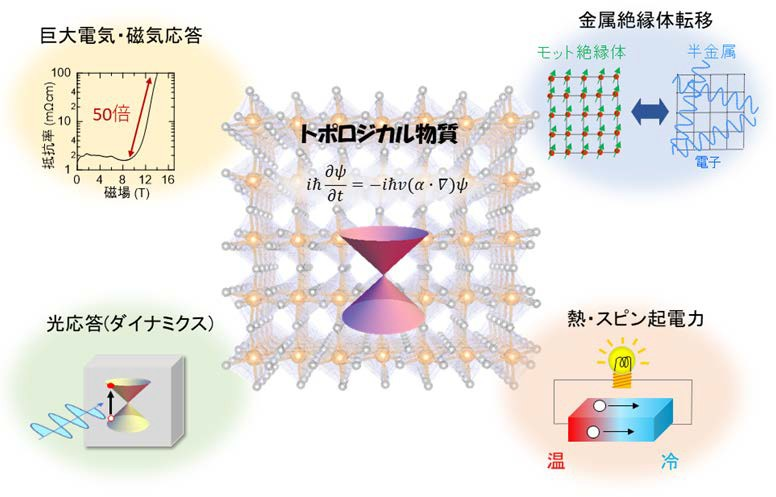 巨大電気・磁気応答
抵抗率 (mΩcm)
100
4
2
10
4
2
1
50倍
0 4 8 12 16
磁場 (T)
金属絶縁体転移
モット絶縁体
半金属
電子
トポロジカル物質
iℏ ∂ψ/∂t = −iℏv(α · ∇)ψ
光応答(ダイナミクス)
熱・スピン起電力
温
冷